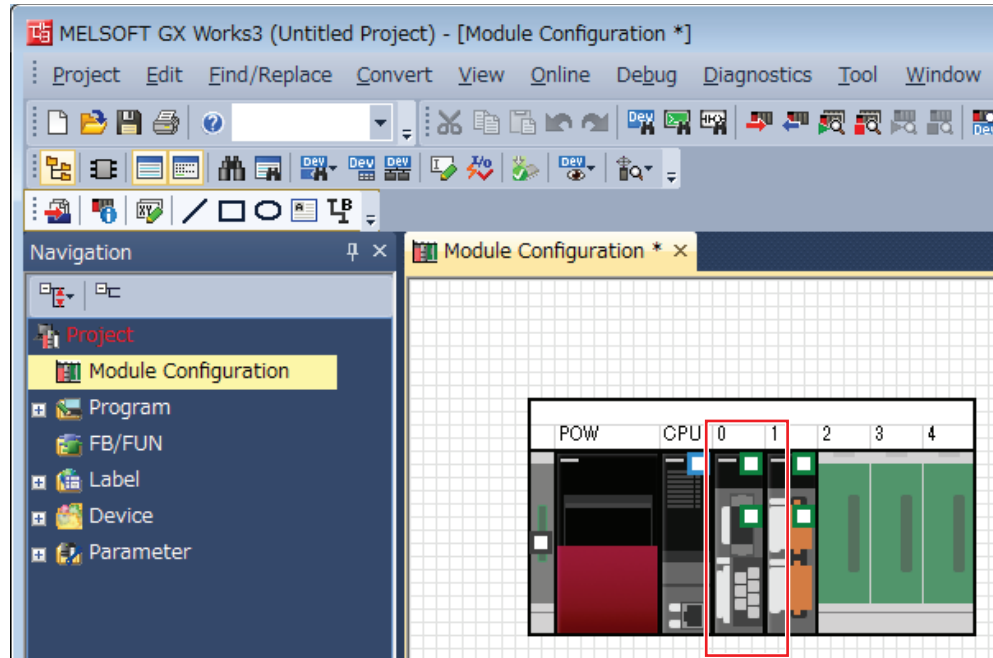 MELSOFT GX Works3 (Untitled Project) - [Module Configuration *]
Project Edit Find/Replace Convert View Online Debug Diagnostics Tool Window
Navigation
Module Configuration *
Project
Module Configuration
Program
FB/FUN
Label
Device
Parameter
POW CPU 0 1 2 3 4